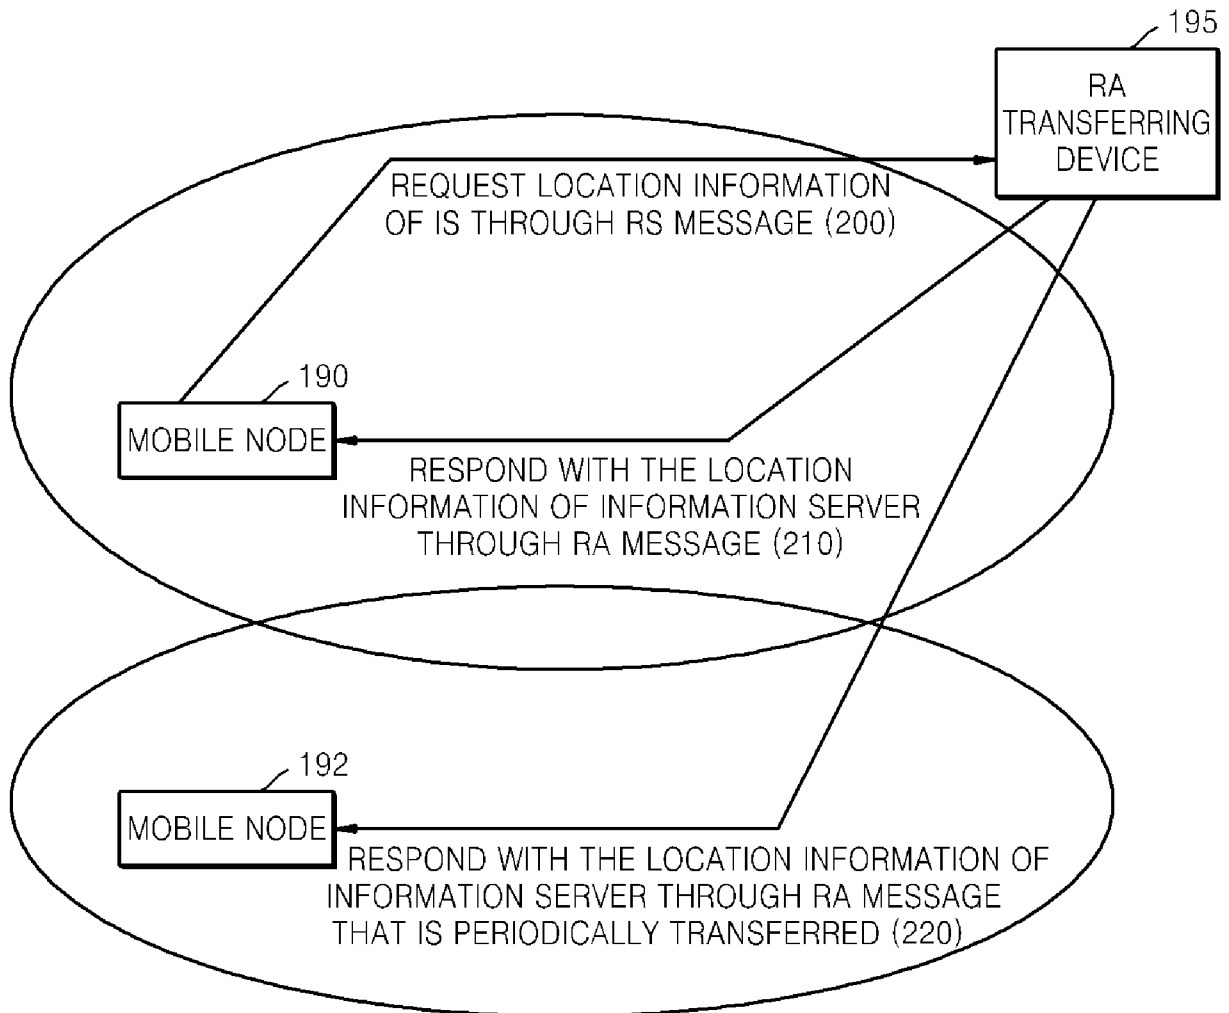 195
RA
TRANSFERRING
DEVICE
REQUEST LOCATION INFORMATION
OF IS THROUGH RS MESSAGE (200)
190
MOBILE NODE
RESPOND WITH THE LOCATION
INFORMATION OF INFORMATION SERVER
THROUGH RA MESSAGE (210)
192
MOBILE NODE
RESPOND WITH THE LOCATION INFORMATION OF
INFORMATION SERVER THROUGH RA MESSAGE
THAT IS PERIODICALLY TRANSFERRED (220)